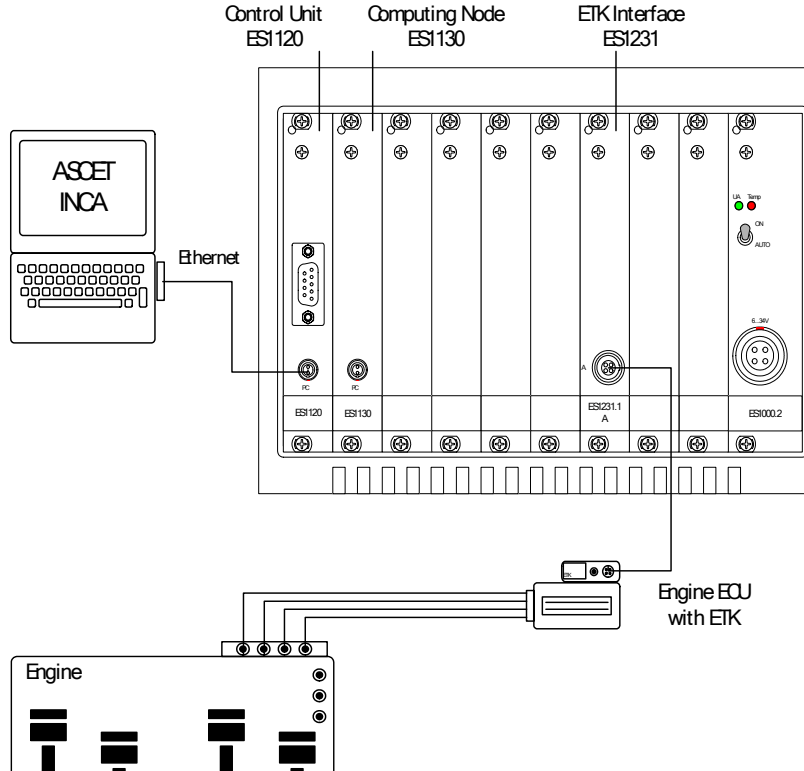 Control Unit
ES1120
Computing Node
ES1130
ETK Interface
ES1231
ASCET
INCA
Ethernet
UA
Temp
ON
AUTO
6...34V
A
PC
PC
ES1120
ES1130
ES1231.1
A
ES1000.2
ETK
Engine ECU
with ETK
Engine